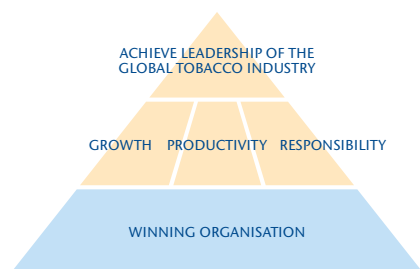 ACHIEVE LEADERSHIP OF THE
GLOBAL TOBACCO INDUSTRY
GROWTH PRODUCTIVITY RESPONSIBILITY
WINNING ORGANISATION